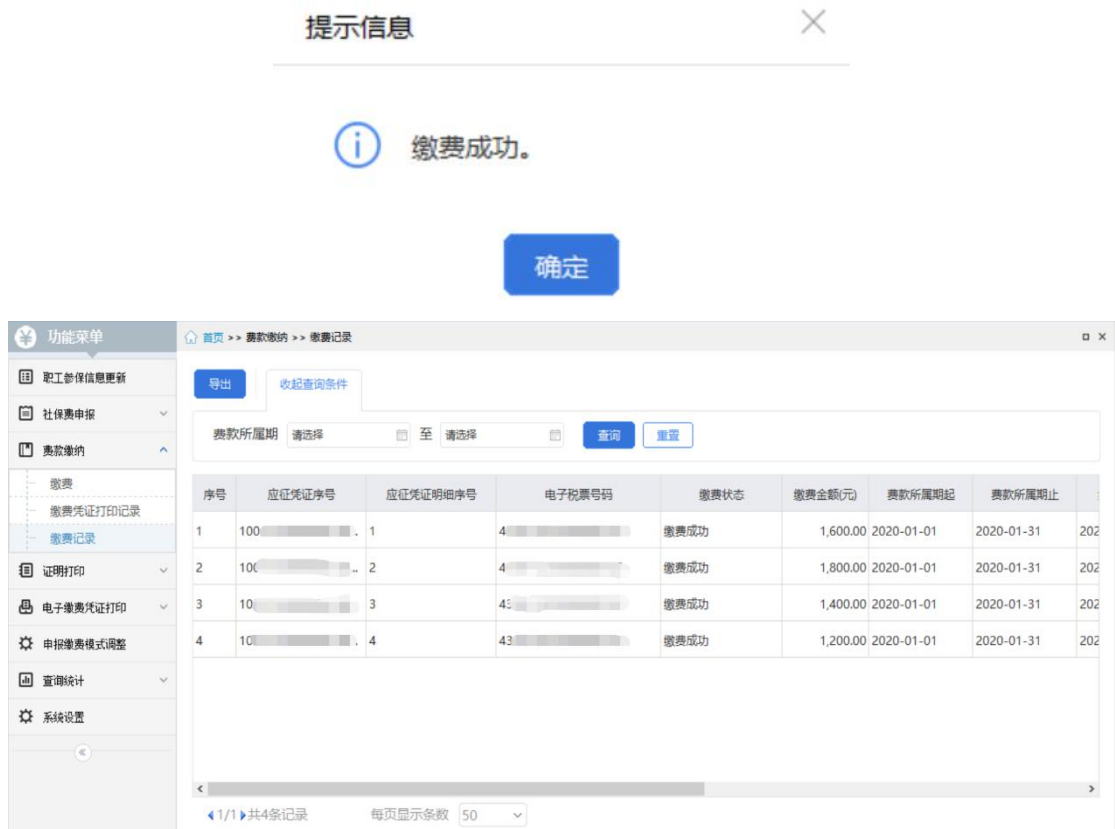 提示信息
缴费成功。
确定
功能菜单
首页 >> 费款缴纳 >> 缴费记录
职工参保信息更新
社保费申报
费款缴纳
缴费
缴费凭证打印记录
缴费记录
证明打印
电子缴费凭证打印
申报缴费模式调整
查询统计
系统设置
导出 收起查询条件
费款所属期 请选择 至 请选择 查询 重置
序号 应征凭证序号 应征凭证明细序号 电子税票号码 缴费状态 缴费金额(元) 费款所属期起 费款所属期止
1 100 1 4 缴费成功 1,600.00 2020-01-01 2020-01-31 202
2 100 2 4 缴费成功 1,800.00 2020-01-01 2020-01-31 202
3 10 3 43 缴费成功 1,400.00 2020-01-01 2020-01-31 202
4 10 4 43 缴费成功 1,200.00 2020-01-01 2020-01-31 202
1/1 共4条记录 每页显示条数 50